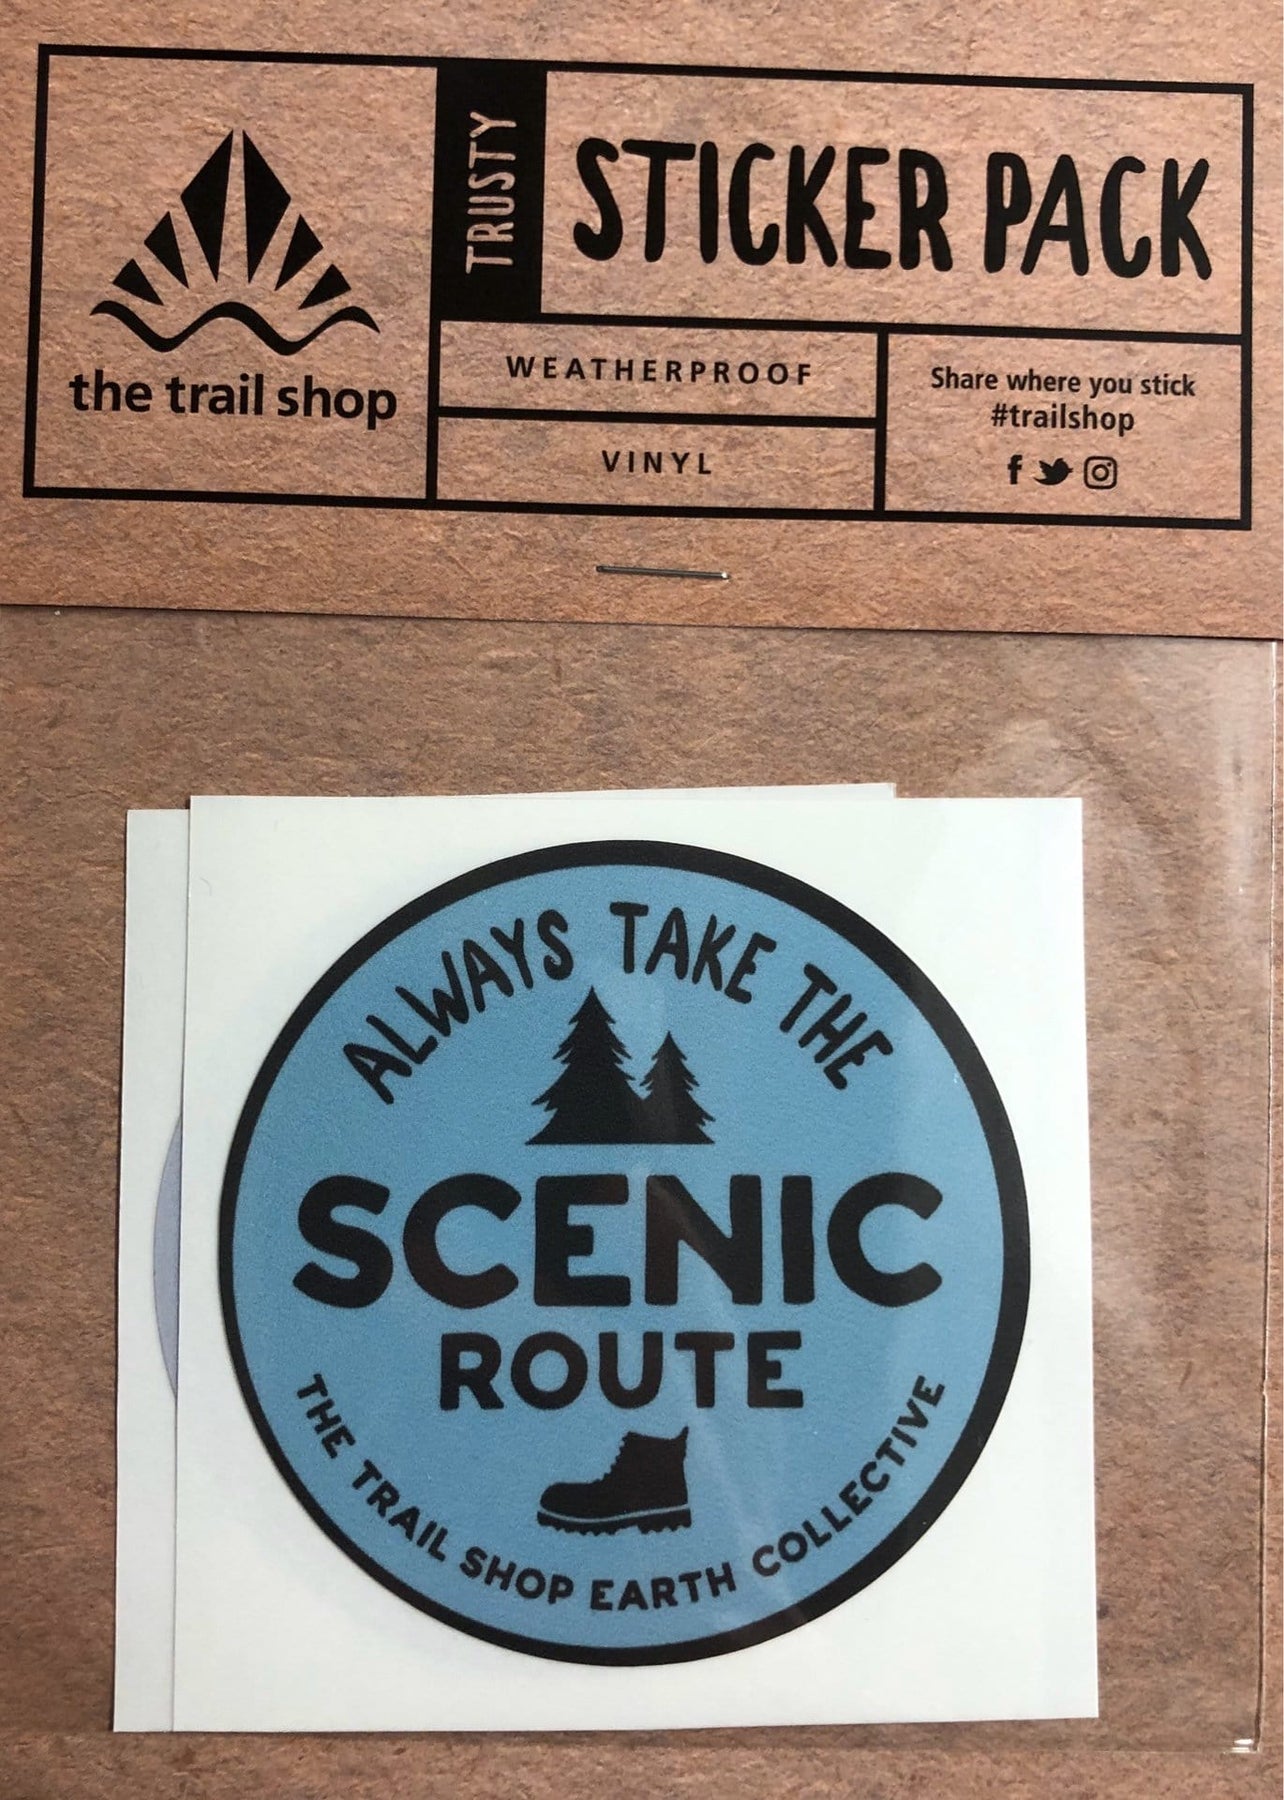 the trail shop
TRUSTY
STICKER PACK
WEATHERPROOF
VINYL
Share where you stick
#trailshop
ALWAYS TAKE THE
SCENIC
ROUTE
THE TRAIL SHOP EARTH COLLECTIVE